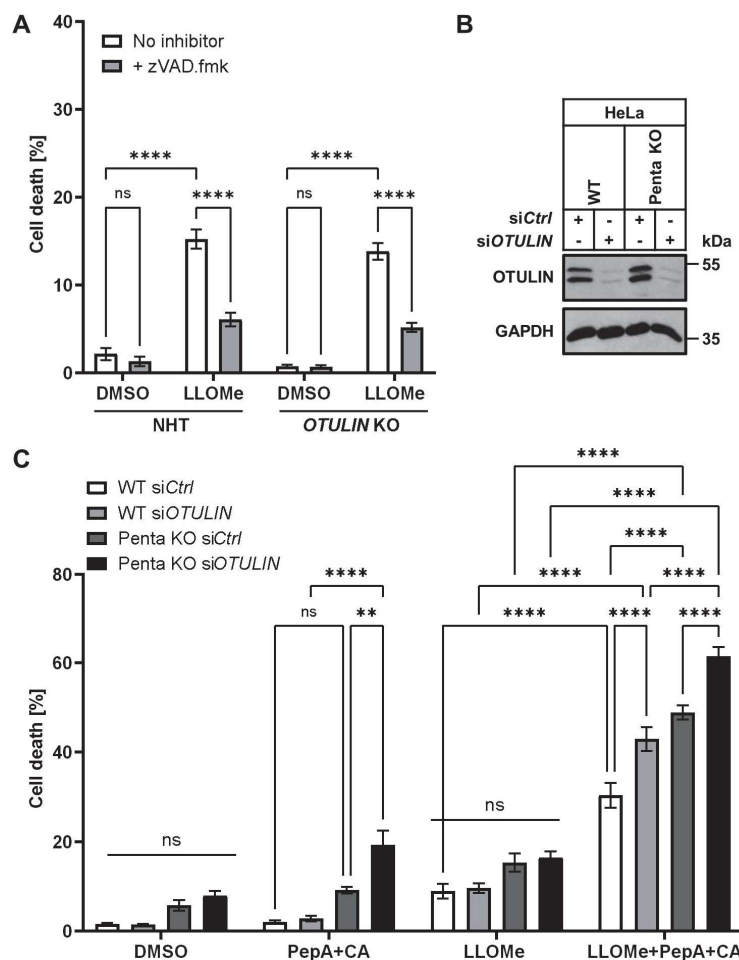 A
40
30
20
10
0
Cell death [%]
No inhibitor
+ zVAD.fmk
**** ****
ns **** ns ****
DMSO LLOMe DMSO LLOMe
NHT OTULIN KO
B
HeLa
WT Penta KO
siCtrl + - + -
siOTULIN - + - + kDa
OTULIN 55
GAPDH 35
C
WT siCtrl
WT siOTULIN
Penta KO siCtrl
Penta KO siOTULIN
80
60
40
20
0
Cell death [%]
****
****
****
**** **** ****
ns ** **** **** ****
ns ns
DMSO PepA+CA LLOMe LLOMe+PepA+CA